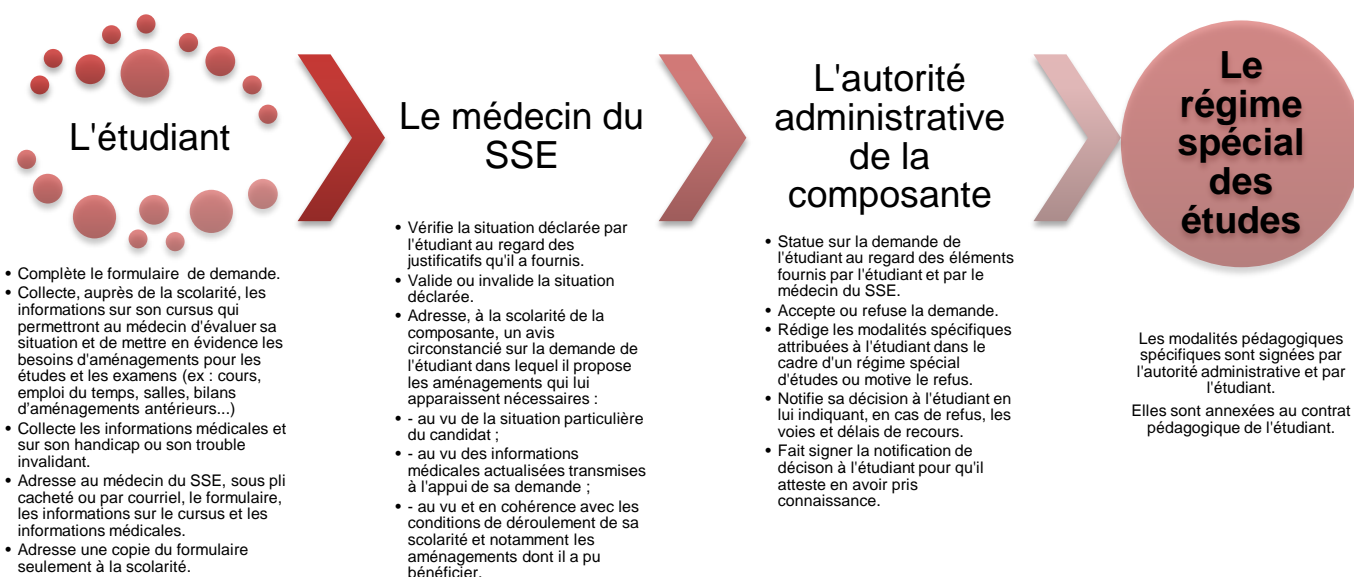 L'étudiant
• Complète le formulaire  de demande.
• Collecte, auprès de la scolarité, les
informations sur son cursus qui
permettront au médecin d'évaluer sa
situation et de mettre en évidence les
besoins d'aménagements pour les
études et les examens (ex : cours,
emploi du temps, salles, bilans
d'aménagements antérieurs...)
• Collecte les informations médicales et
sur son handicap ou son trouble
invalidant.
• Adresse au médecin du SSE, sous pli
cacheté ou par courriel, le formulaire,
les informations sur le cursus et les
informations médicales.
• Adresse une copie du formulaire
seulement à la scolarité.
Le médecin du
SSE
• Vérifie la situation déclarée par
l'étudiant au regard des
justificatifs qu'il a fournis.
• Valide ou invalide la situation
déclarée.
• Adresse, à la scolarité de la
composante, un avis
circonstancié sur la demande de
l'étudiant dans lequel il propose
les aménagements qui lui
apparaissent nécessaires :
• - au vu de la situation particulière
du candidat ;
• - au vu des informations
médicales actualisées transmises
à l'appui de sa demande ;
• - au vu et en cohérence avec les
conditions de déroulement de sa
scolarité et notamment les
aménagements dont il a pu
bénéficier.
L'autorité
administrative
de la
composante
• Statue sur la demande de
l'étudiant au regard des éléments
fournis par l'étudiant et par le
médecin du SSE.
• Accepte ou refuse la demande.
• Rédige les modalités spécifiques
attribuées à l'étudiant dans le
cadre d'un régime spécial
d'études ou motive le refus.
• Notifie sa décision à l'étudiant en
lui indiquant, en cas de refus, les
voies et délais de recours.
• Fait signer la notification de
décison à l'étudiant pour qu'il
atteste en avoir pris
connaissance.
Le
régime
spécial
des
études
Les modalités pédagogiques
spécifiques sont signées par
l'autorité administrative et par
l'étudiant.
Elles sont annexées au contrat
pédagogique de l'étudiant.